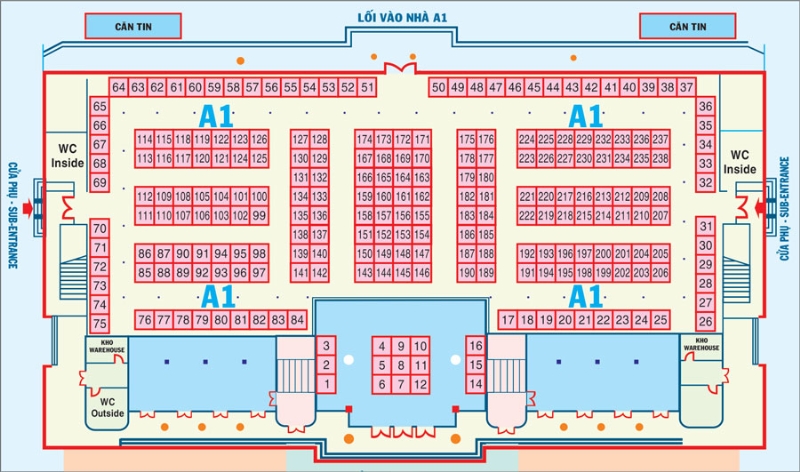 LỐI VÀO NHÀ A1
CĂN TIN
CĂN TIN
64 63 62 61 60 59 58 57 56 55 54 53 52 51
50 49 48 47 46 45 44 43 42 41 40 39 38 37
A1
A1
65
66
67
68
69
36
35
34
33
32
WC
Inside
WC
Inside
114 115 118 119 122 123 126
113 116 117 120 121 124 125
127 128
130 129
131 132
134 133
135 136
138 137
139 140
141 142
174 173 172 171
167 168 169 170
166 165 164 163
159 160 161 162
158 157 156 155
151 152 153 154
150 149 148 147
143 144 145 146
175 176
178 177
179 180
182 181
183 184
186 185
187 188
190 189
224 225 228 229 232 233 236 237
223 226 227 230 231 234 235 238
112 109 108 105 104 101 100
111 110 107 106 103 102 99
221 220 217 216 213 212 209 208
222 219 218 215 214 211 210 207
CỬA PHỤ - SUB-ENTRANCE
CỬA PHỤ - SUB-ENTRANCE
70
71
72
73
74
75
31
30
29
28
27
26
86 87 90 91 94 95 98
85 88 89 92 93 96 97
192 193 196 197 200 201 204 205
191 194 195 198 199 202 203 206
A1
A1
76 77 78 79 80 81 82 83 84
17 18 19 20 21 22 23 24 25
KHO
WAREHOUSE
KHO
WAREHOUSE
3
2
1
4 9 10
5 8 11
6 7 12
16
15
14
WC
Outside